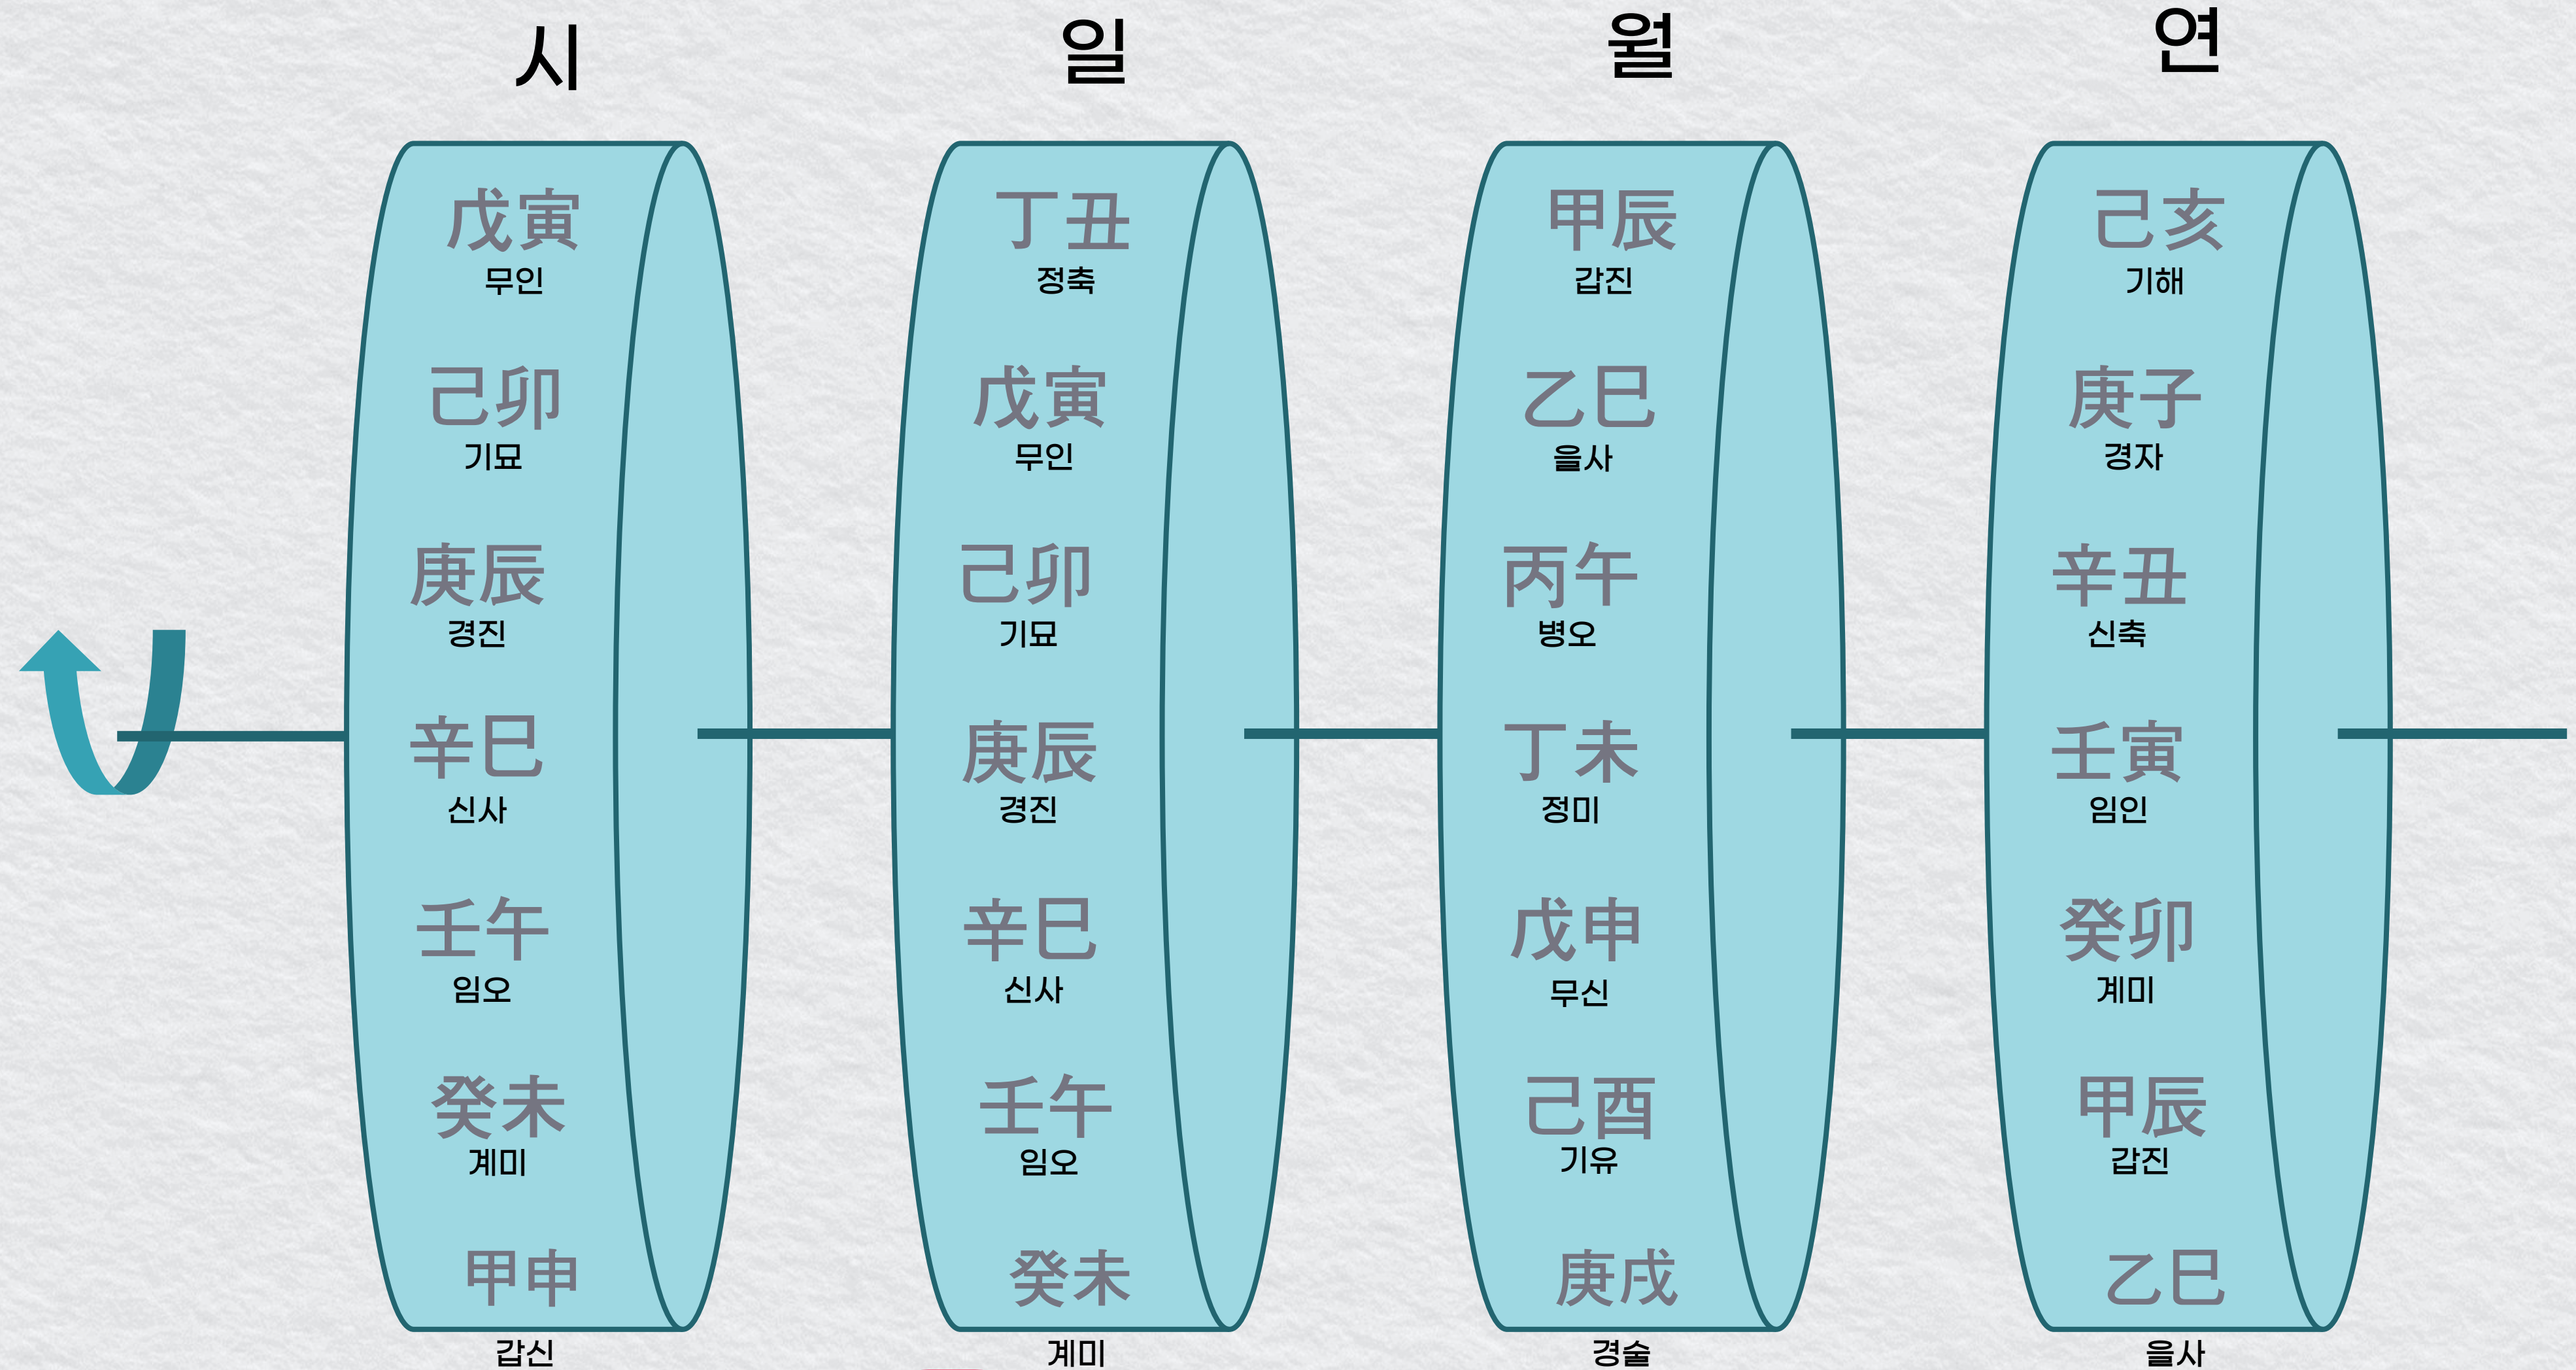 시 일 월 연
戊寅 丁丑 甲辰 己亥
무인 정축 갑진 기해
己卯 戊寅 乙巳 庚子
기묘 무인 을사 경자
庚辰 己卯 丙午 辛丑
경진 기묘 병오 신축
辛巳 庚辰 丁未 壬寅
신사 경진 정미 임인
壬午 辛巳 戊申 癸卯
임오 신사 무신 계미
癸未 壬午 己酉 甲辰
계미 임오 기유 갑진
甲申 癸未 庚戌 乙巳
갑신 계미 경술 을사